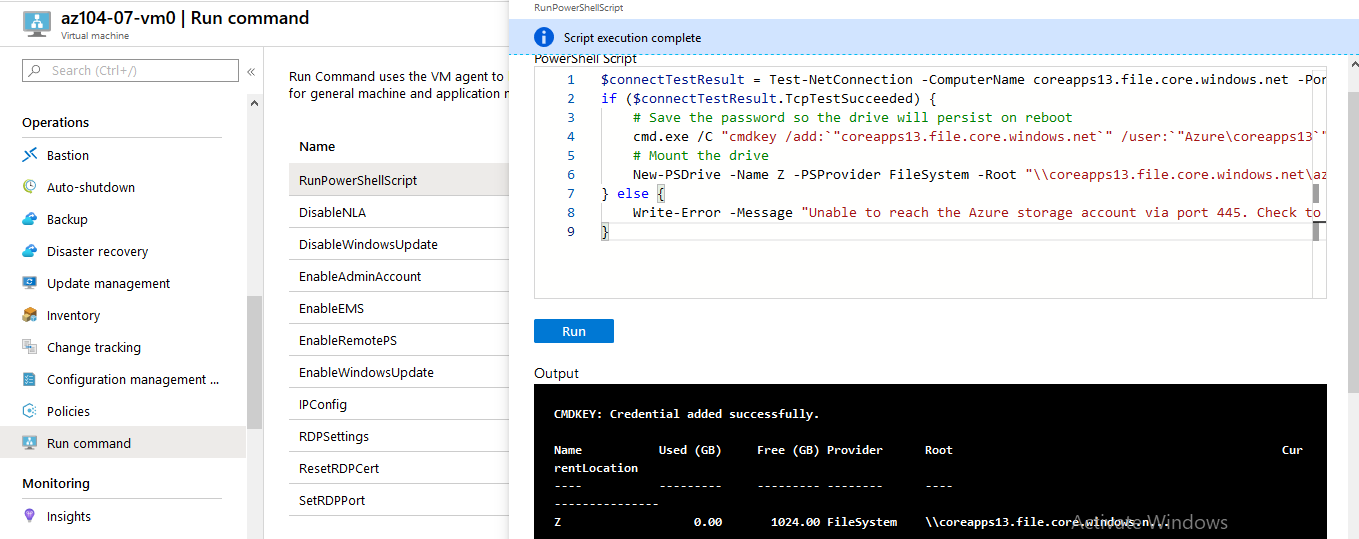 az104-07-vm0 | Run command
Virtual machine
Search (Ctrl+/)
«
Operations
Bastion
Auto-shutdown
Backup
Disaster recovery
Update management
Inventory
Change tracking
Configuration management ...
Policies
Run command
Monitoring
Insights
Run Command uses the VM agent to
for general machine and application
Name
RunPowerShellScript
DisableNLA
DisableWindowsUpdate
EnableAdminAccount
EnableEMS
EnableRemotePS
EnableWindowsUpdate
IPConfig
RDPSettings
ResetRDPCert
SetRDPPort
RunPowerShellScript
Script execution complete
PowerShell Script
1 $connectTestResult = Test-NetConnection -ComputerName coreapps13.file.core.windows.net -Por
2 if ($connectTestResult.TcpTestSucceeded) {
3 # Save the password so the drive will persist on reboot
4 cmd.exe /C "cmdkey /add:`"coreapps13.file.core.windows.net`" /user:`"Azure\coreapps13`"
5 # Mount the drive
6 New-PSDrive -Name Z -PSProvider FileSystem -Root "\\coreapps13.file.core.windows.net\az
7 } else {
8 Write-Error -Message "Unable to reach the Azure storage account via port 445. Check to
9 }
Run
Output
CMDKEY: Credential added successfully.
Name Used (GB) Free (GB) Provider Root Cur
rentLocation
---- --------- --------- -------- ----
---------------
Z 0.00 1024.00 FileSystem \\coreapps13.file.core.windows.n...
Activate Windows